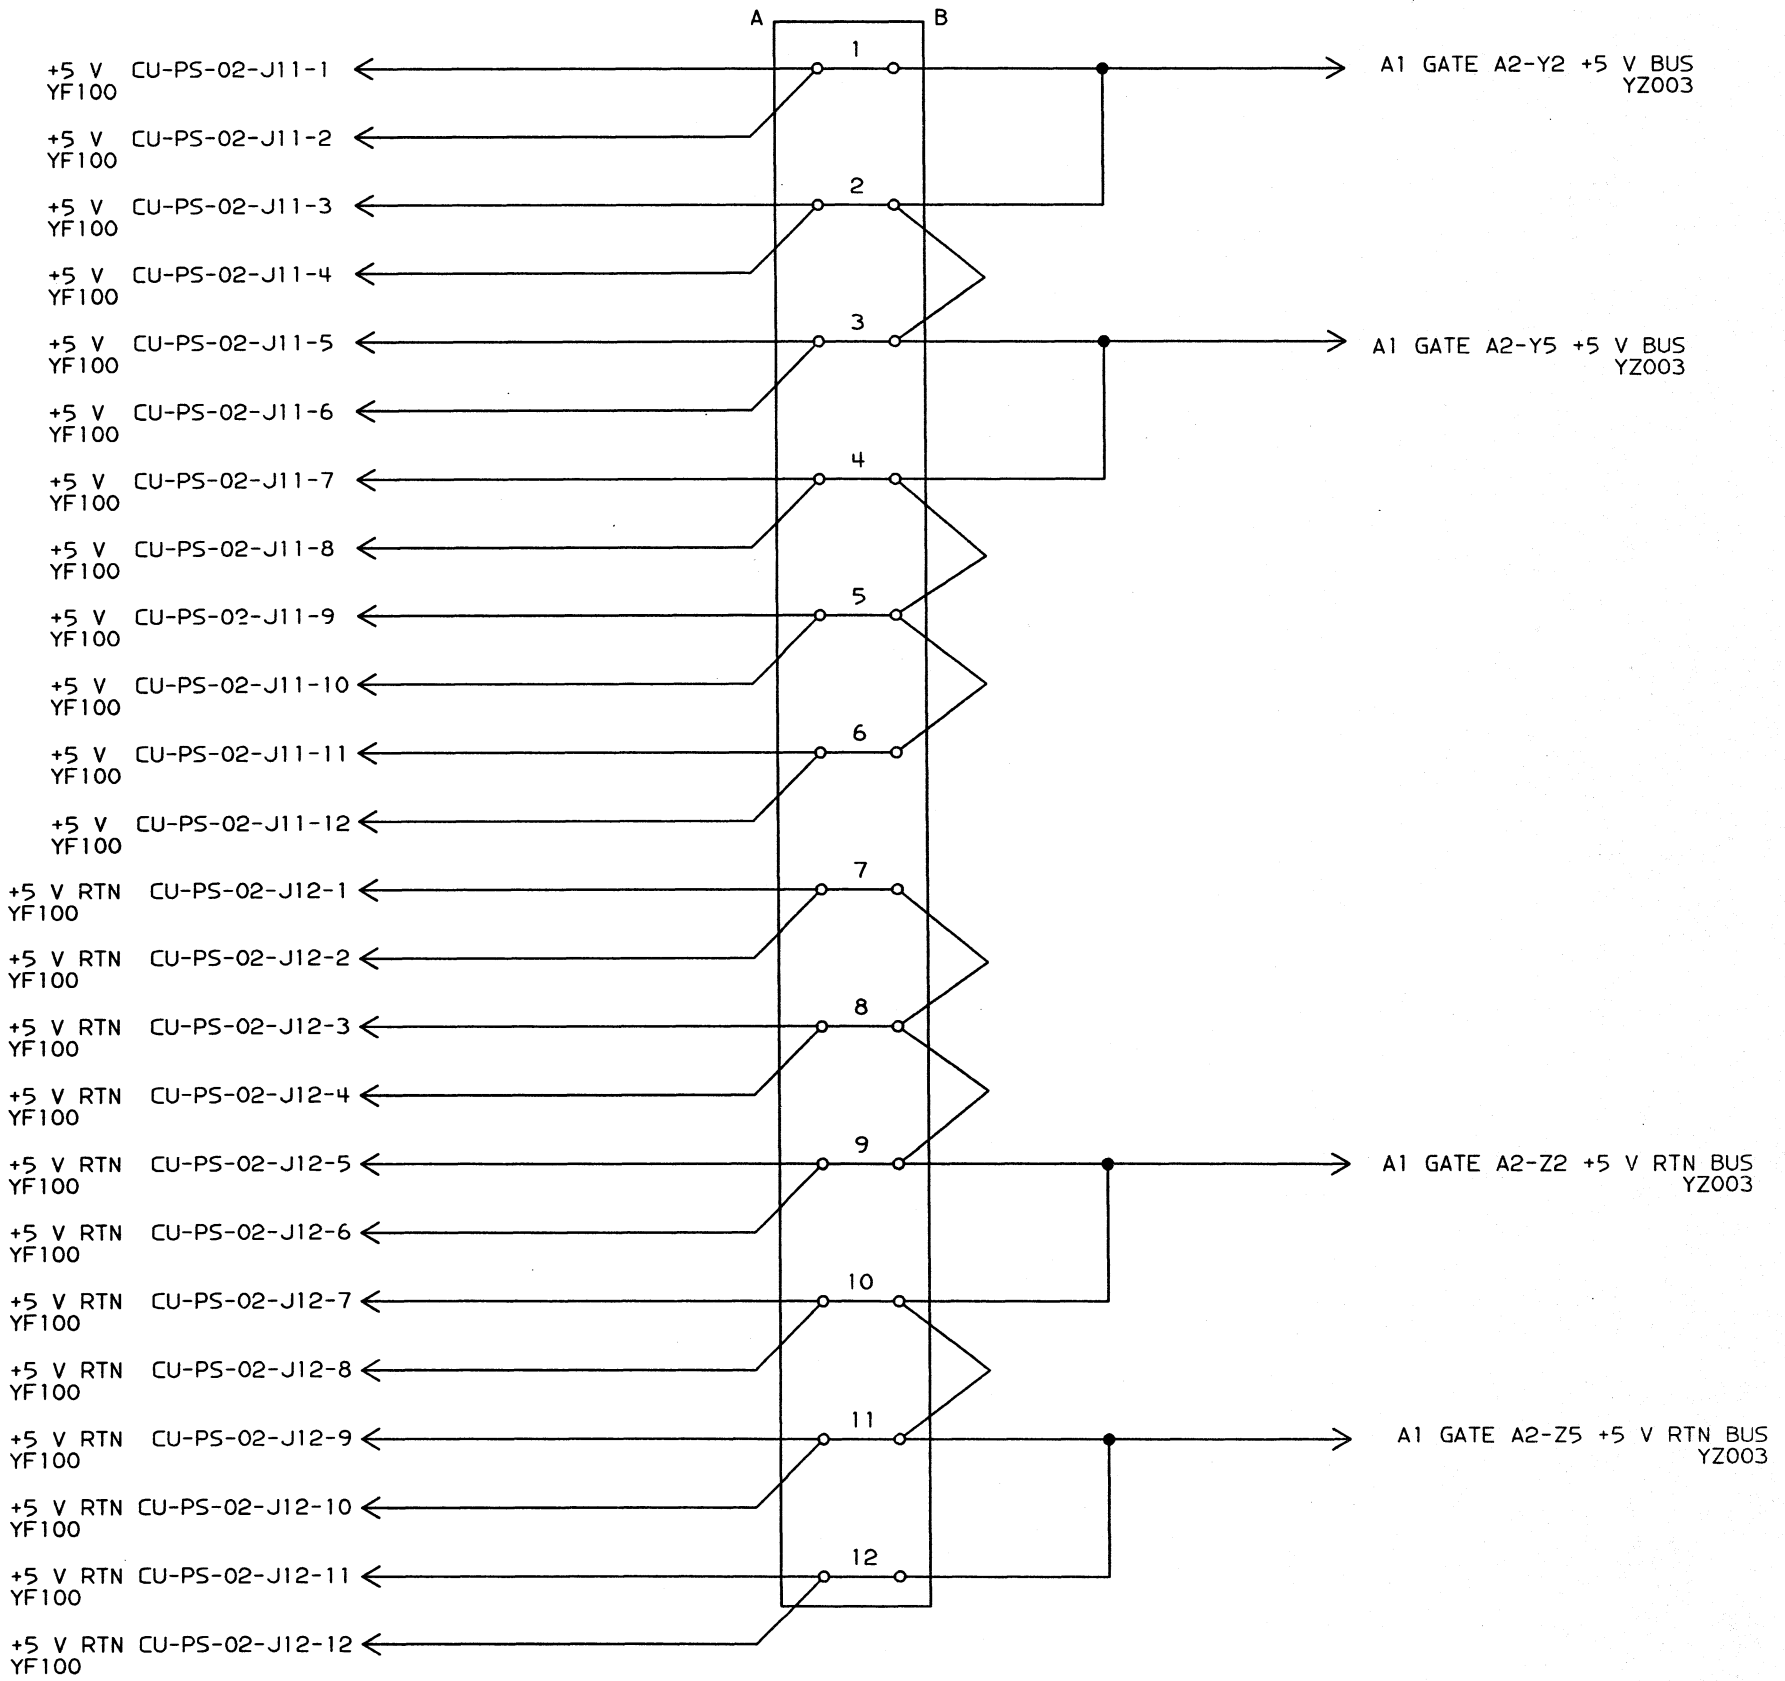 A B
1
+5 V CU-PS-02-J11-1 A1 GATE A2-Y2 +5 V BUS
YF100 YZ003
+5 V CU-PS-02-J11-2
YF100
2
+5 V CU-PS-02-J11-3
YF100
+5 V CU-PS-02-J11-4
YF100
3
+5 V CU-PS-02-J11-5 A1 GATE A2-Y5 +5 V BUS
YF100 YZ003
+5 V CU-PS-02-J11-6
YF100
4
+5 V CU-PS-02-J11-7
YF100
+5 V CU-PS-02-J11-8
YF100
5
+5 V CU-PS-02-J11-9
YF100
+5 V CU-PS-02-J11-10
YF100
6
+5 V CU-PS-02-J11-11
YF100
+5 V CU-PS-02-J11-12
YF100
7
+5 V RTN CU-PS-02-J12-1
YF100
+5 V RTN CU-PS-02-J12-2
YF100
8
+5 V RTN CU-PS-02-J12-3
YF100
+5 V RTN CU-PS-02-J12-4
YF100
9
+5 V RTN CU-PS-02-J12-5 A1 GATE A2-Z2 +5 V RTN BUS
YF100 YZ003
+5 V RTN CU-PS-02-J12-6
YF100
10
+5 V RTN CU-PS-02-J12-7
YF100
+5 V RTN CU-PS-02-J12-8
YF100
11
+5 V RTN CU-PS-02-J12-9 A1 GATE A2-Z5 +5 V RTN BUS
YF100 YZ003
+5 V RTN CU-PS-02-J12-10
YF100
12
+5 V RTN CU-PS-02-J12-11
YF100
+5 V RTN CU-PS-02-J12-12
YF100